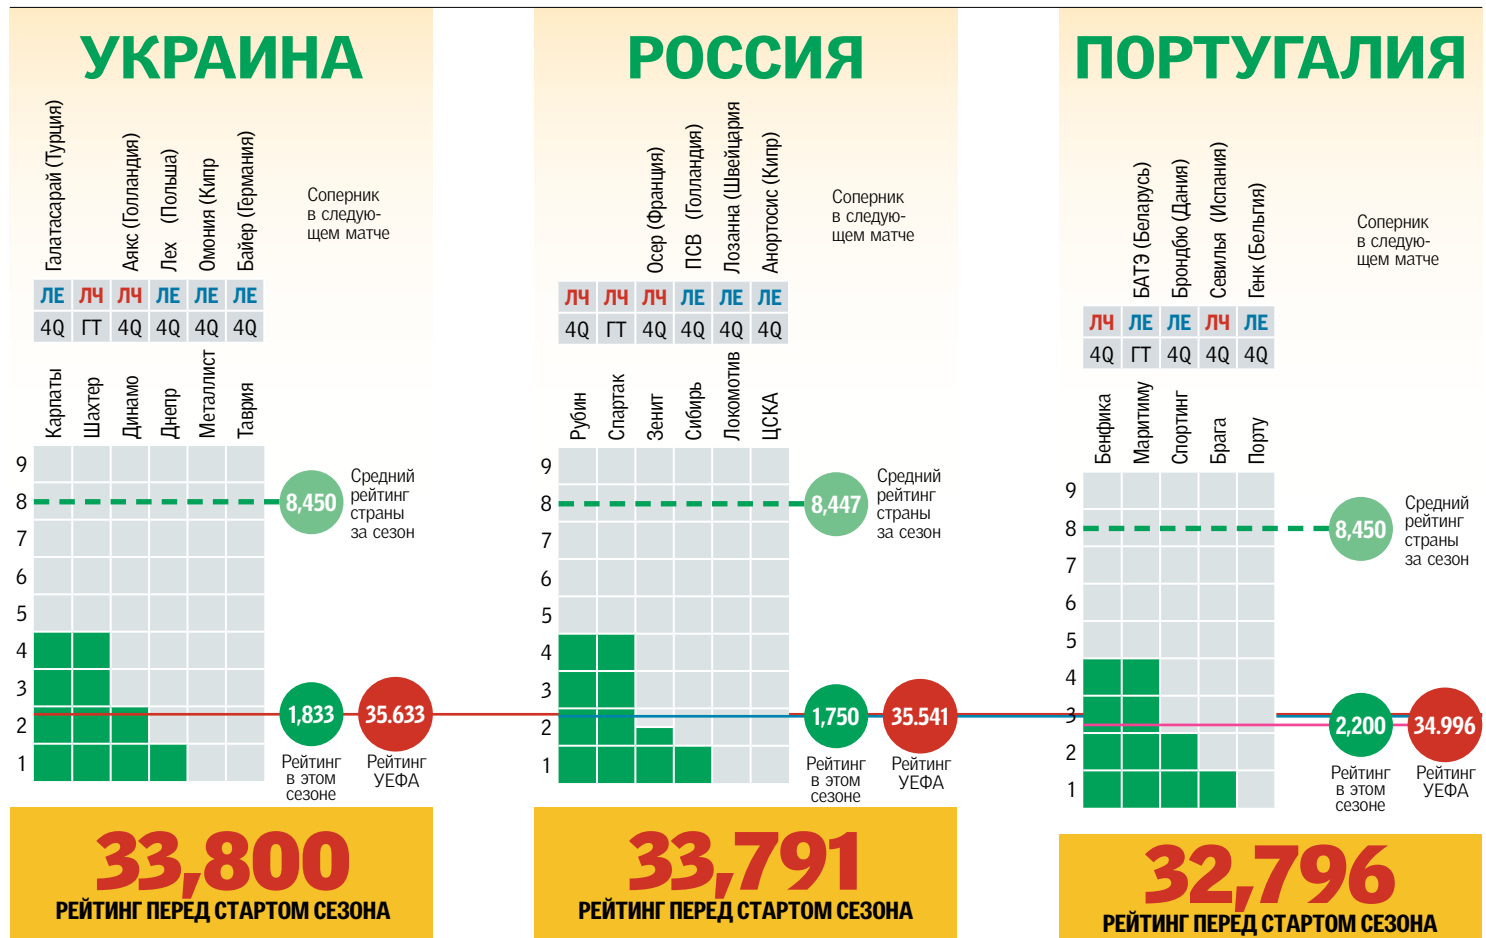 УКРАИНА
Галатасарай (Турция)
Аякс (Голландия)
Лех (Польша)
Омония (Кипр
Байер (Германия)
Соперник
в следую-
щем матче
ЛЕ ЛЧ ЛЧ ЛЕ ЛЕ ЛЕ
4Q ГТ 4Q 4Q 4Q 4Q
Карпаты
Шахтер
Динамо
Днепр
Металлист
Таврия
9
8
7
6
5
4
3
2
1
8,450
Средний
рейтинг
страны
за сезон
1,833
35.633
Рейтинг
в этом
сезоне
Рейтинг
УЕФА
33,800
РЕЙТИНГ ПЕРЕД СТАРТОМ СЕЗОНА
РОССИЯ
Осер (Франция)
ПСВ (Голландия)
Лозанна (Швейцария
Анортосис (Кипр)
Соперник
в следую-
щем матче
ЛЧ ЛЧ ЛЧ ЛЕ ЛЕ ЛЕ
4Q ГТ 4Q 4Q 4Q 4Q
Рубин
Спартак
Зенит
Сибирь
Локомотив
ЦСКА
9
8
7
6
5
4
3
2
1
8,447
Средний
рейтинг
страны
за сезон
1,750
35.541
Рейтинг
в этом
сезоне
Рейтинг
УЕФА
33,791
РЕЙТИНГ ПЕРЕД СТАРТОМ СЕЗОНА
ПОРТУГАЛИЯ
БАТЭ (Беларусь)
Брондбю (Дания)
Севилья (Испания)
Генк (Бельгия)
Соперник
в следую-
щем матче
ЛЧ ЛЕ ЛЕ ЛЧ ЛЕ
4Q ГТ 4Q 4Q 4Q
Бенфика
Маритиму
Спортинг
Брага
Порту
9
8
7
6
5
4
3
2
1
8,450
Средний
рейтинг
страны
за сезон
2,200
34.996
Рейтинг
в этом
сезоне
Рейтинг
УЕФА
32,796
РЕЙТИНГ ПЕРЕД СТАРТОМ СЕЗОНА